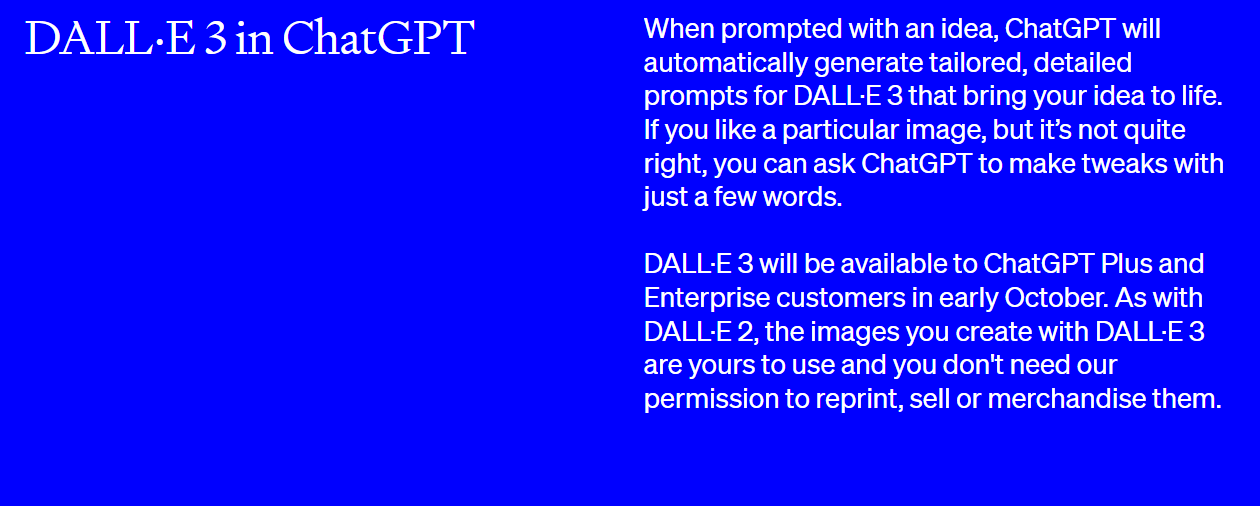 DALL·E 3 in ChatGPT
When prompted with an idea, ChatGPT will
automatically generate tailored, detailed
prompts for DALL·E 3 that bring your idea to life.
If you like a particular image, but it’s not quite
right, you can ask ChatGPT to make tweaks with
just a few words.
DALL·E 3 will be available to ChatGPT Plus and
Enterprise customers in early October. As with
DALL·E 2, the images you create with DALL·E 3
are yours to use and you don't need our
permission to reprint, sell or merchandise them.